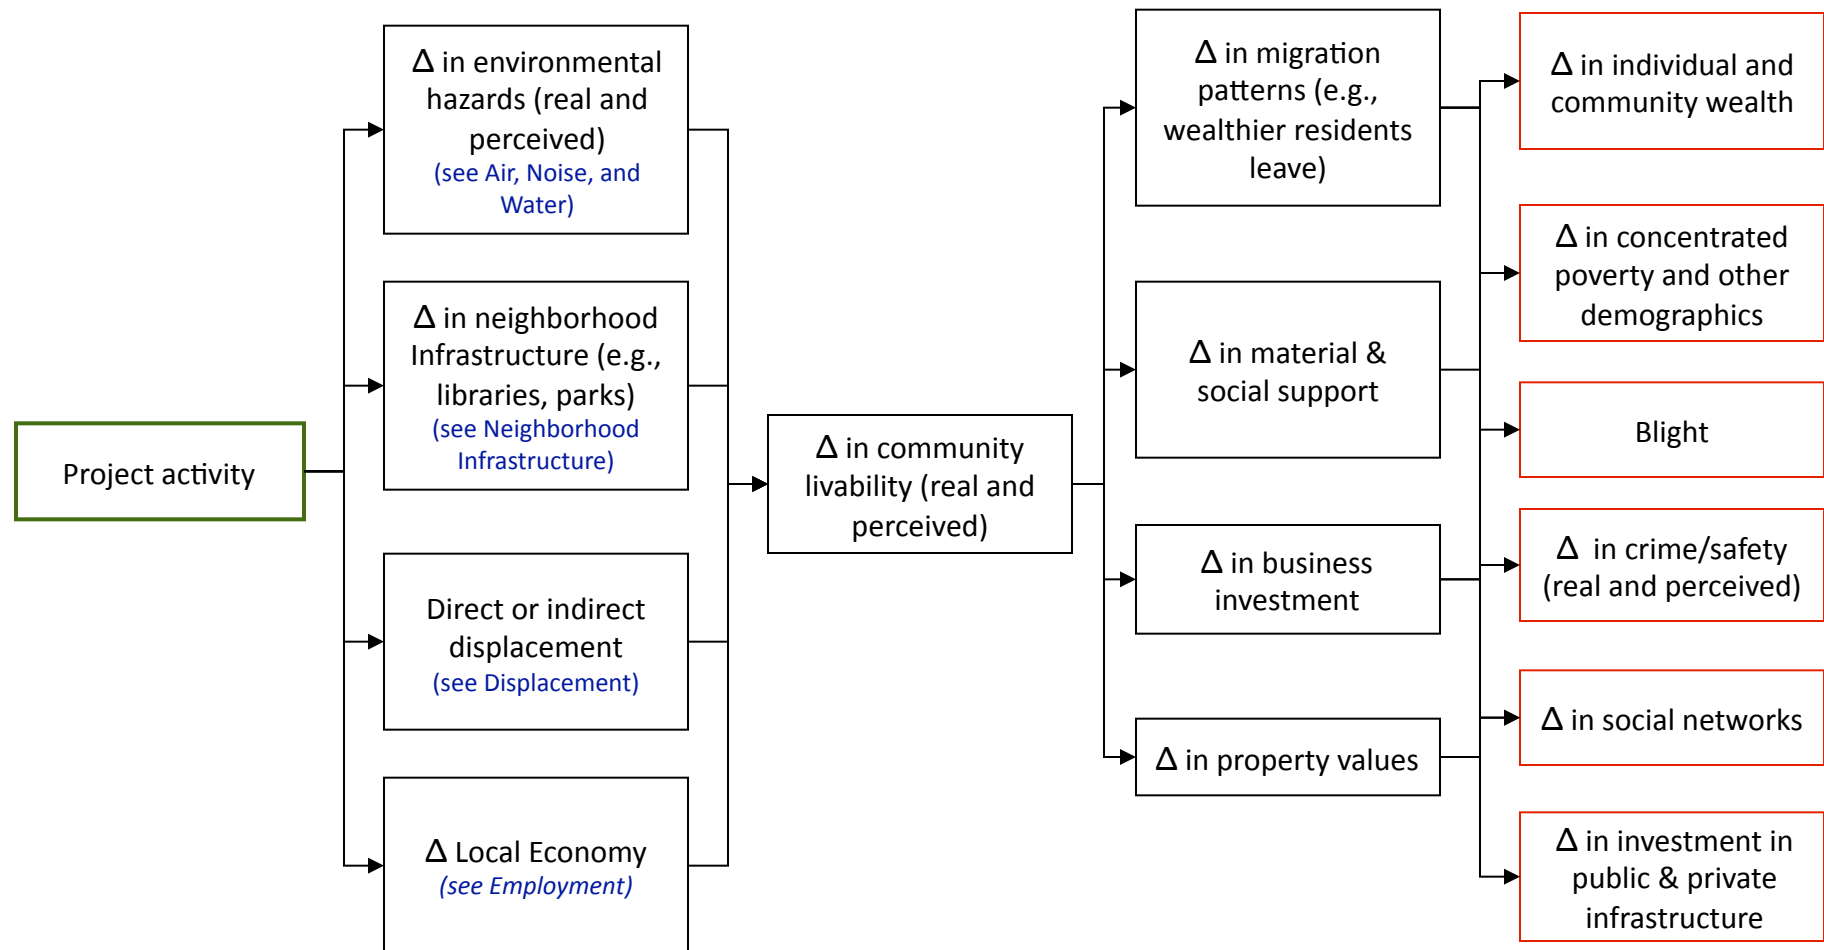 Project activity
Δ in environmental
hazards (real and
perceived)
(see Air, Noise, and
Water)
Δ in neighborhood
Infrastructure (e.g.,
libraries, parks)
(see Neighborhood
Infrastructure)
Direct or indirect
displacement
(see Displacement)
Δ Local Economy
(see Employment)
Δ in community
livability (real and
perceived)
Δ in migration
patterns (e.g.,
wealthier residents
leave)
Δ in material &
social support
Δ in business
investment
Δ in property values
Δ in individual and
community wealth
Δ in concentrated
poverty and other
demographics
Blight
Δ in crime/safety
(real and perceived)
Δ in social networks
Δ in investment in
public & private
infrastructure